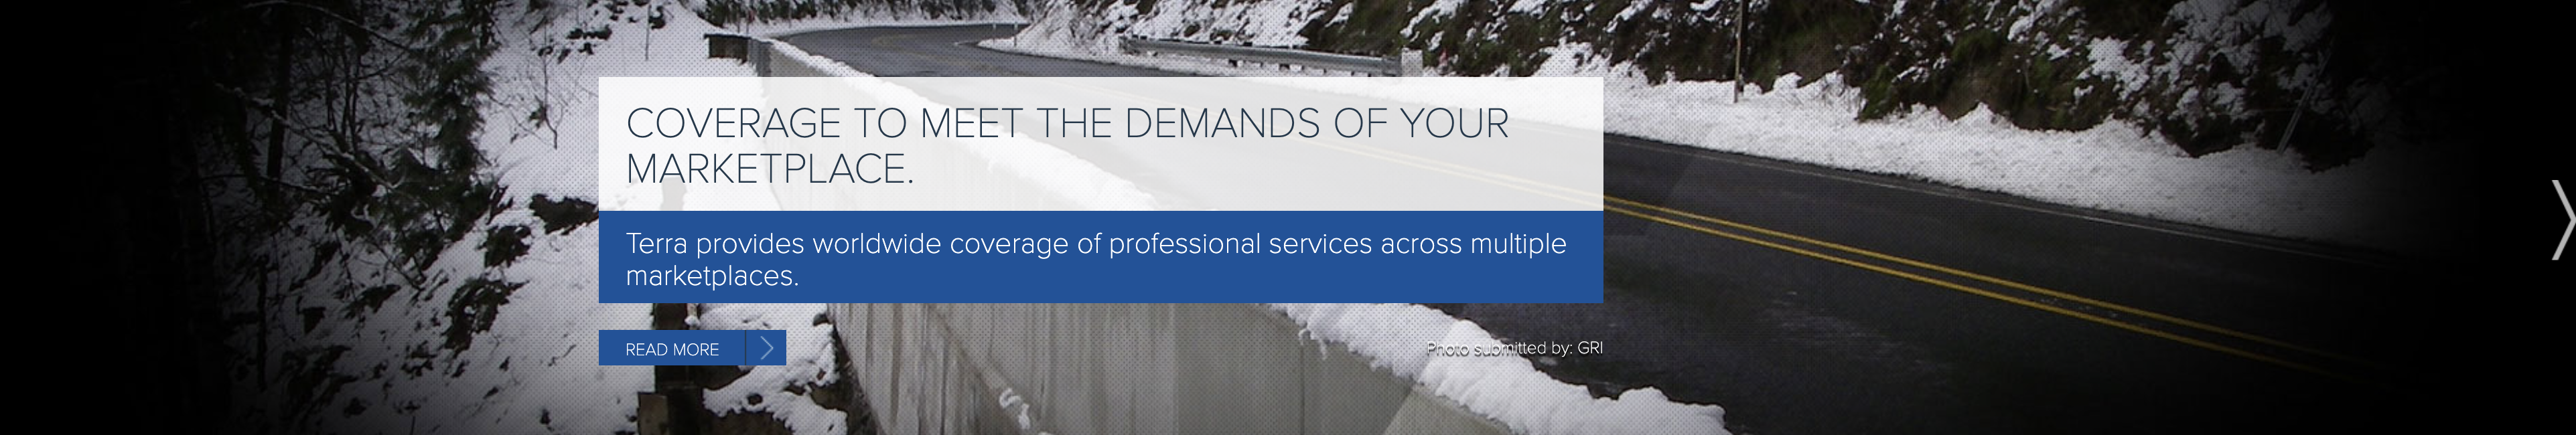 COVERAGE TO MEET THE DEMANDS OF YOUR
MARKETPLACE.
Terra provides worldwide coverage of professional services across multiple
marketplaces.
READ MORE
Photo submitted by: GRI